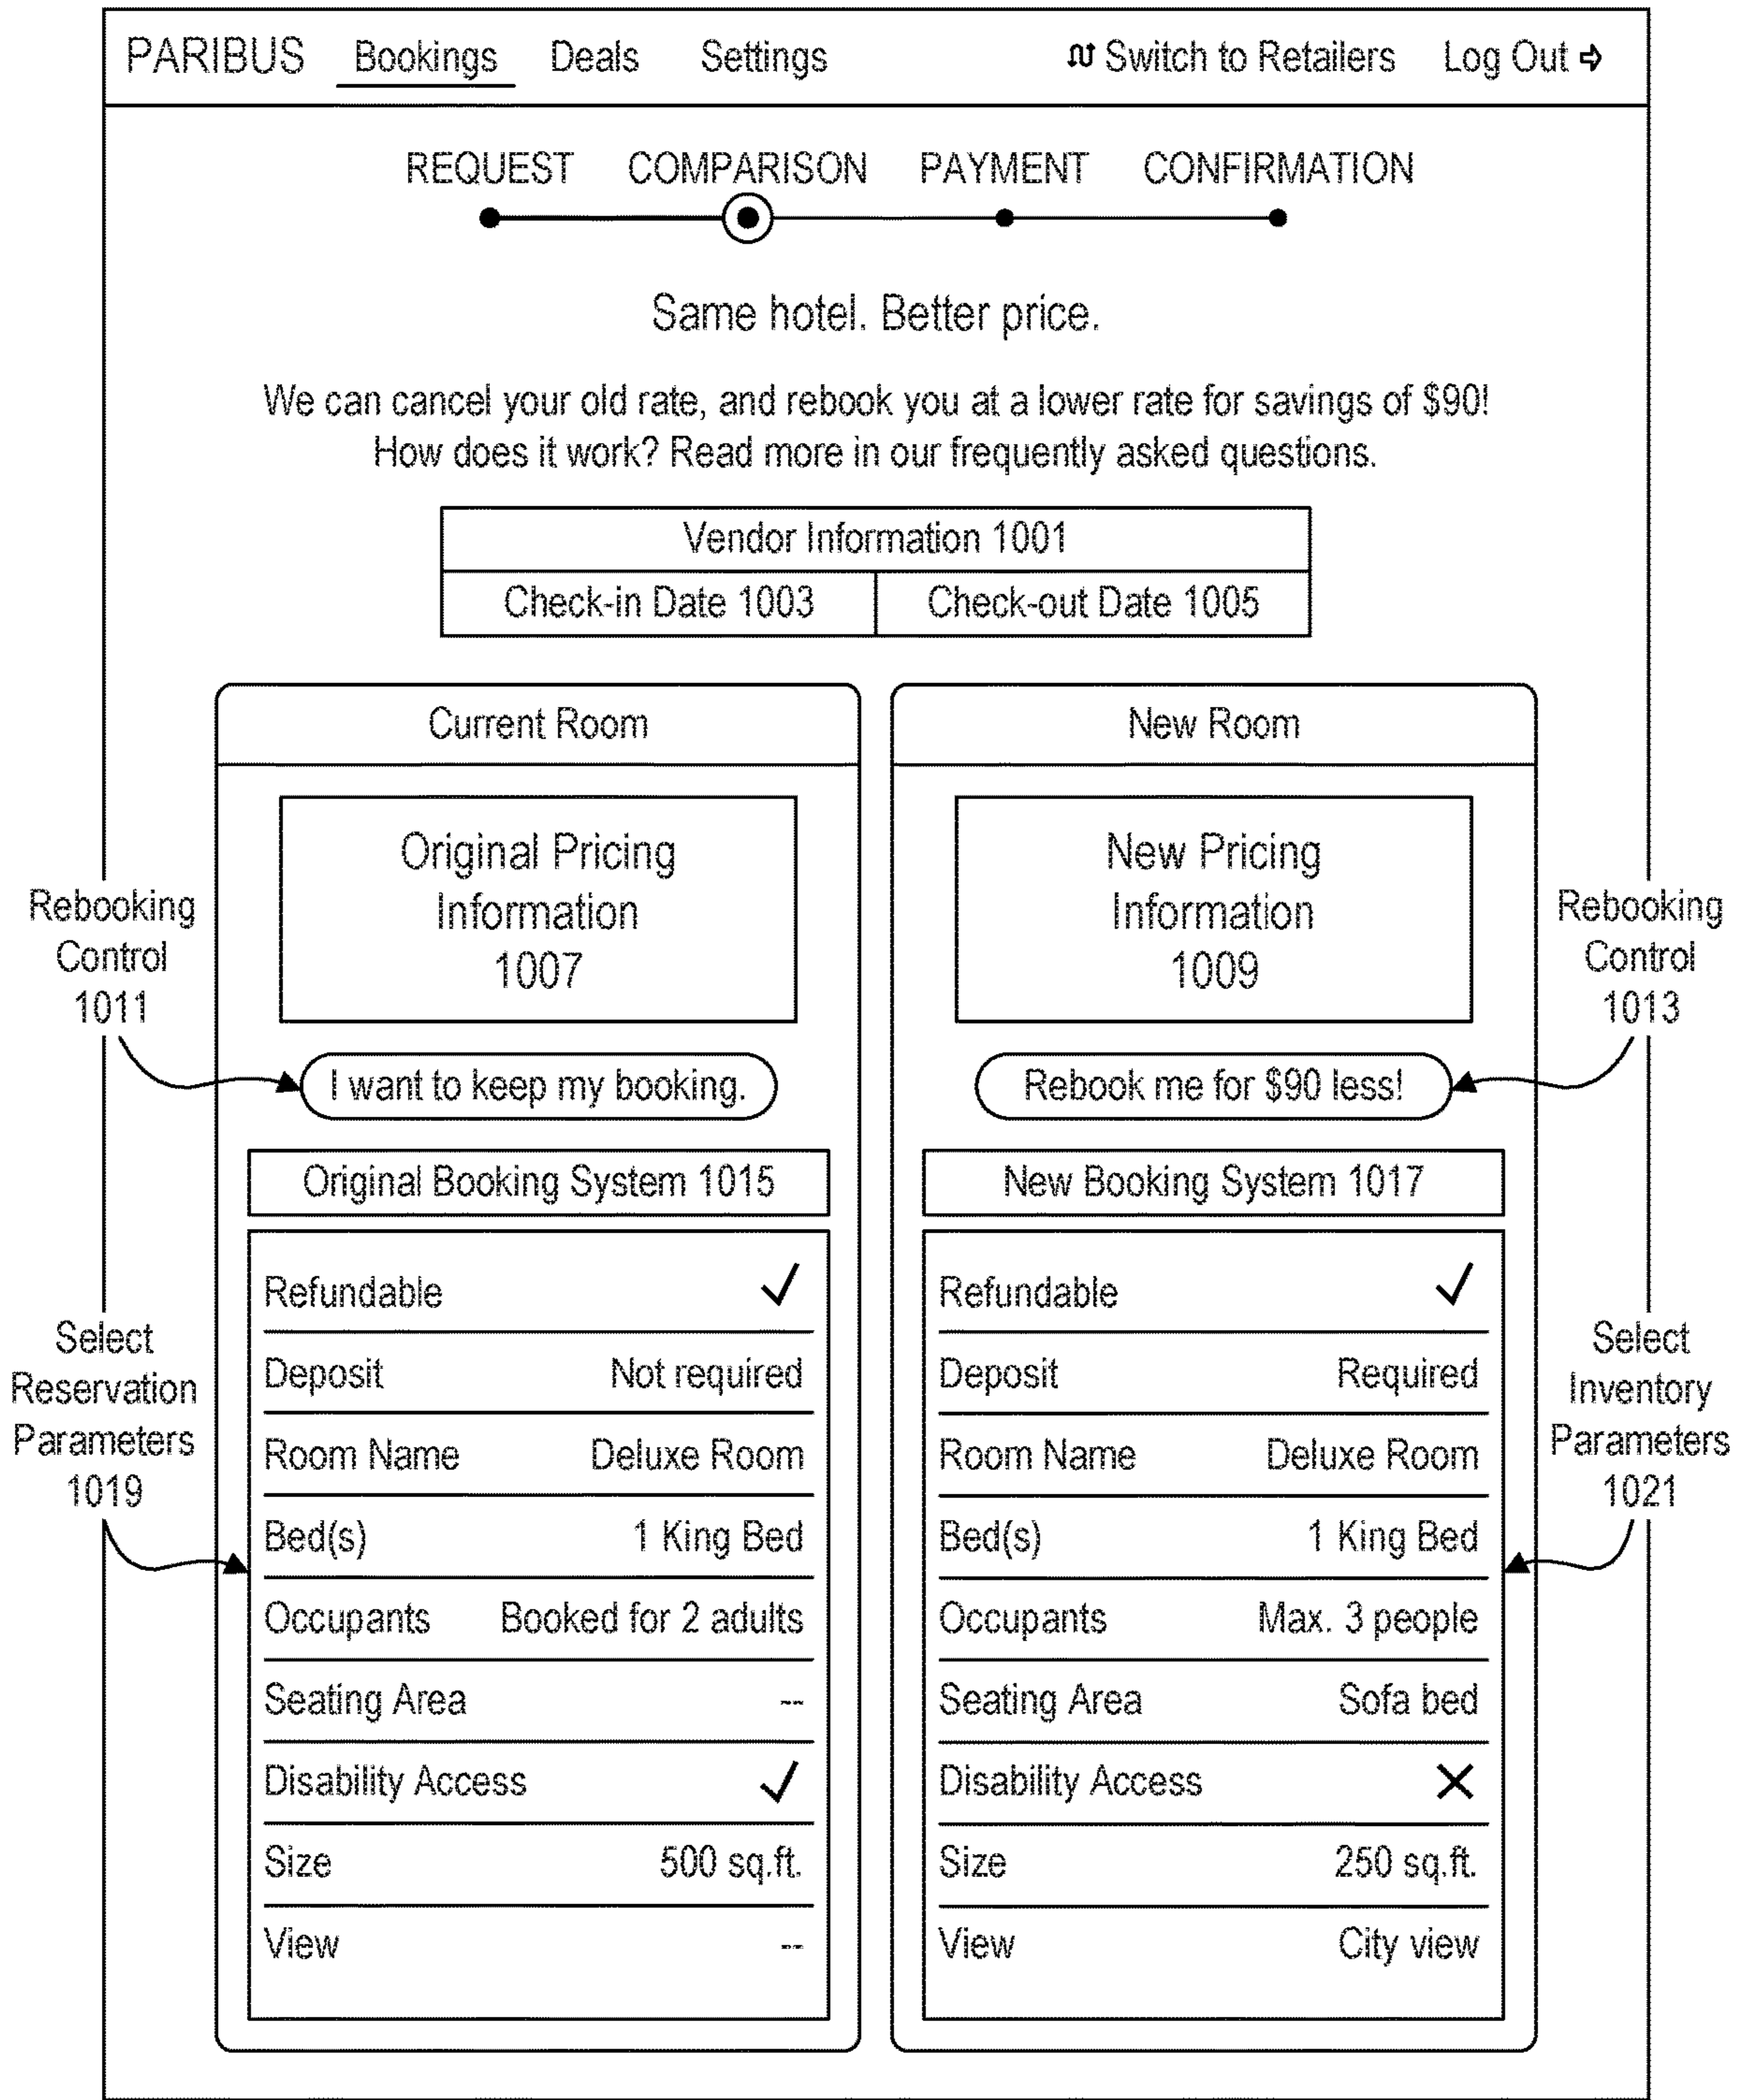 PARIBUS Bookings Deals Settings Switch to Retailers Log Out
REQUEST COMPARISON PAYMENT CONFIRMATION
Same hotel. Better price.
We can cancel your old rate, and rebook you at a lower rate for savings of $90!
How does it work? Read more in our frequently asked questions.
Vendor Information 1001
Check-in Date 1003 Check-out Date 1005
Current Room
Original Pricing
Information
1007
Rebooking
Control
1011
I want to keep my booking.
Original Booking System 1015
Select
Reservation
Parameters
1019
Refundable ✓
Deposit Not required
Room Name Deluxe Room
Bed(s) 1 King Bed
Occupants Booked for 2 adults
Seating Area --
Disability Access ✓
Size 500 sq.ft.
View --
New Room
New Pricing
Information
1009
Rebooking
Control
1013
Rebook me for $90 less!
New Booking System 1017
Select
Inventory
Parameters
1021
Refundable ✓
Deposit Required
Room Name Deluxe Room
Bed(s) 1 King Bed
Occupants Max. 3 people
Seating Area Sofa bed
Disability Access ✕
Size 250 sq.ft.
View City view